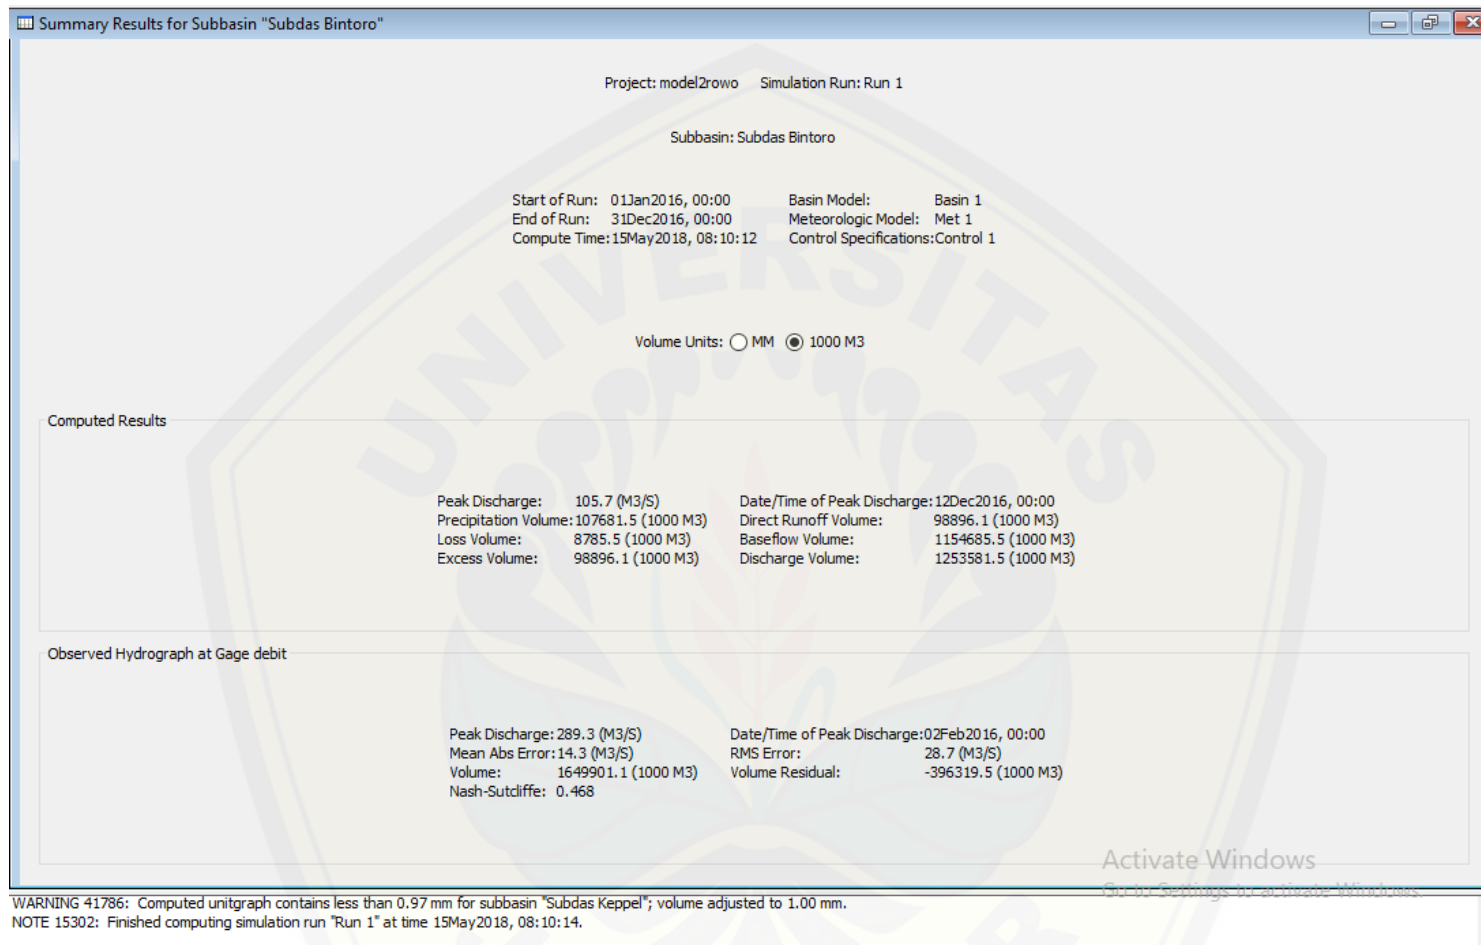 Summary Results for Subbasin "Subdas Bintoro"
Project: model2rowo Simulation Run: Run 1
Subbasin: Subdas Bintoro
Start of Run: 01Jan2016, 00:00 Basin Model: Basin 1
End of Run: 31Dec2016, 00:00 Meteorologic Model: Met 1
Compute Time:15May2018, 08:10:12 Control Specifications:Control 1
Volume Units: MM 1000 M3
Computed Results
Peak Discharge: 105.7 (M3/S) Date/Time of Peak Discharge:12Dec2016, 00:00
Precipitation Volume:107681.5 (1000 M3) Direct Runoff Volume: 98896.1 (1000 M3)
Loss Volume: 8785.5 (1000 M3) Baseflow Volume: 1154685.5 (1000 M3)
Excess Volume: 98896.1 (1000 M3) Discharge Volume: 1253581.5 (1000 M3)
Observed Hydrograph at Gage debit
Peak Discharge:289.3 (M3/S) Date/Time of Peak Discharge:02Feb2016, 00:00
Mean Abs Error:14.3 (M3/S) RMS Error: 28.7 (M3/S)
Volume: 1649901.1 (1000 M3) Volume Residual: -396319.5 (1000 M3)
Nash-Sutcliffe: 0.468
Activate Windows
Go to Settings to activate Windows.
WARNING 41786: Computed unitgraph contains less than 0.97 mm for subbasin "Subdas Keppel"; volume adjusted to 1.00 mm.
NOTE 15302: Finished computing simulation run "Run 1" at time 15May2018, 08:10:14.
UNIVERSITAS